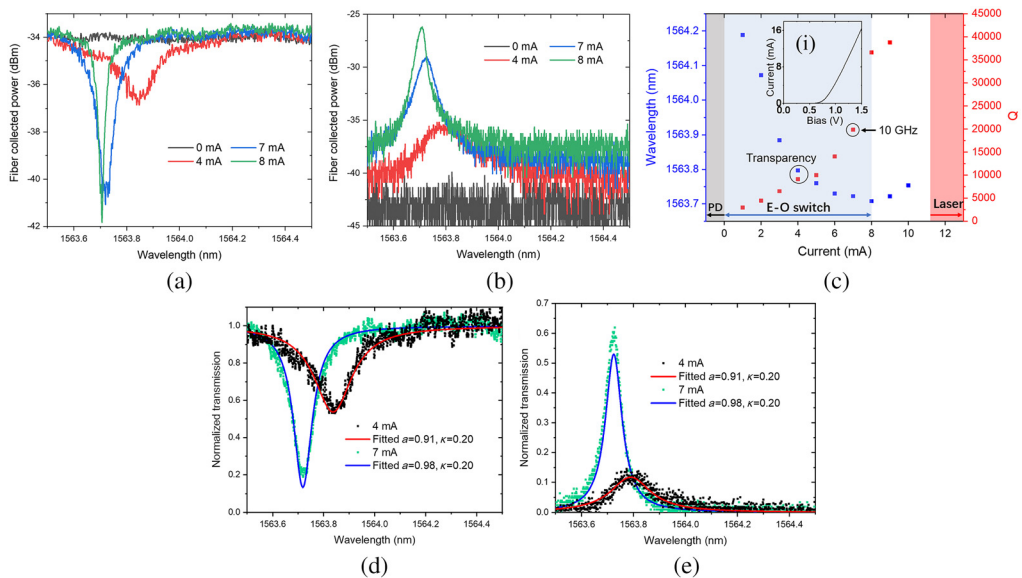 -34
-36
-38
-40
-42
Fiber collected power (dBm)
0 mA
4 mA
7 mA
8 mA
1563.6
1563.8
1564.0
1564.2
1564.4
Wavelength (nm)
(a)
-25
-30
-35
-40
-45
Fiber collected power (dBm)
0 mA
4 mA
7 mA
8 mA
1563.6
1563.8
1564.0
1564.2
1564.4
Wavelength (nm)
(b)
1564.2
1564.1
1564.0
1563.9
1563.8
1563.7
Wavelength (nm)
16
12
8
4
0
Current (mA)
(i)
0.0
0.5
1.0
1.5
Bias (V)
10 GHz
Transparency
PD
E-O switch
Laser
45000
40000
35000
30000
25000
20000
15000
10000
5000
0
Q
0
2
4
6
8
10
12
Current (mA)
(c)
1.0
0.8
0.6
0.4
0.2
0.0
Normalized transmission
4 mA
Fitted a=0.91, κ=0.20
7 mA
Fitted a=0.98, κ=0.20
1563.6
1563.8
1564.0
1564.2
1564.4
Wavelength (nm)
(d)
0.7
0.6
0.5
0.4
0.3
0.2
0.1
0.0
Normalized transmission
4 mA
Fitted a=0.91, κ=0.20
7 mA
Fitted a=0.98, κ=0.20
1563.6
1563.8
1564.0
1564.2
1564.4
Wavelength (nm)
(e)